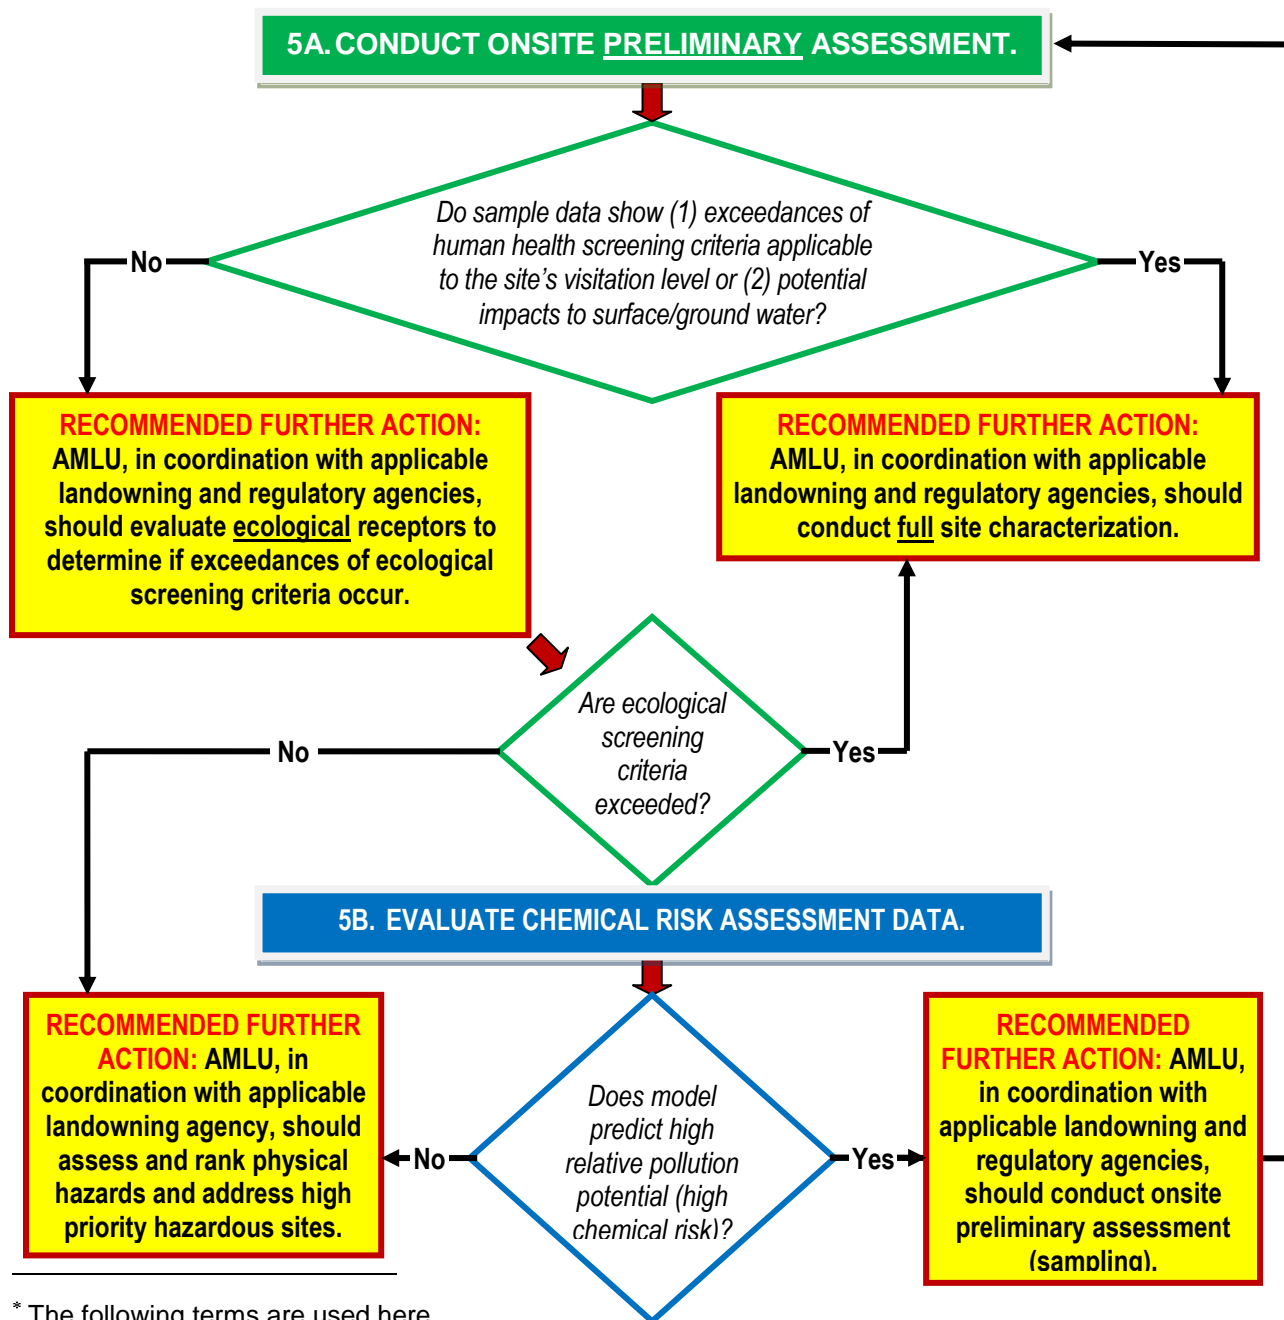 5A. CONDUCT ONSITE PRELIMINARY ASSESSMENT.
Do sample data show (1) exceedances of
human health screening criteria applicable
to the site's visitation level or (2) potential
impacts to surface/ground water?
No
Yes
RECOMMENDED FURTHER ACTION:
AMLU, in coordination with applicable
landowning and regulatory agencies,
should evaluate ecological receptors to
determine if exceedances of ecological
screening criteria occur.
RECOMMENDED FURTHER ACTION:
AMLU, in coordination with applicable
landowning and regulatory agencies, should
conduct full site characterization.
Are ecological
screening
criteria
exceeded?
No
Yes
5B. EVALUATE CHEMICAL RISK ASSESSMENT DATA.
RECOMMENDED FURTHER
ACTION: AMLU, in
coordination with applicable
landowning agency, should
assess and rank physical
hazards and address high
priority hazardous sites.
No
Does model
predict high
relative pollution
potential (high
chemical risk)?
Yes
RECOMMENDED
FURTHER ACTION: AMLU,
in coordination with
applicable landowning and
regulatory agencies,
should conduct onsite
preliminary assessment
(sampling).
* The following terms are used here